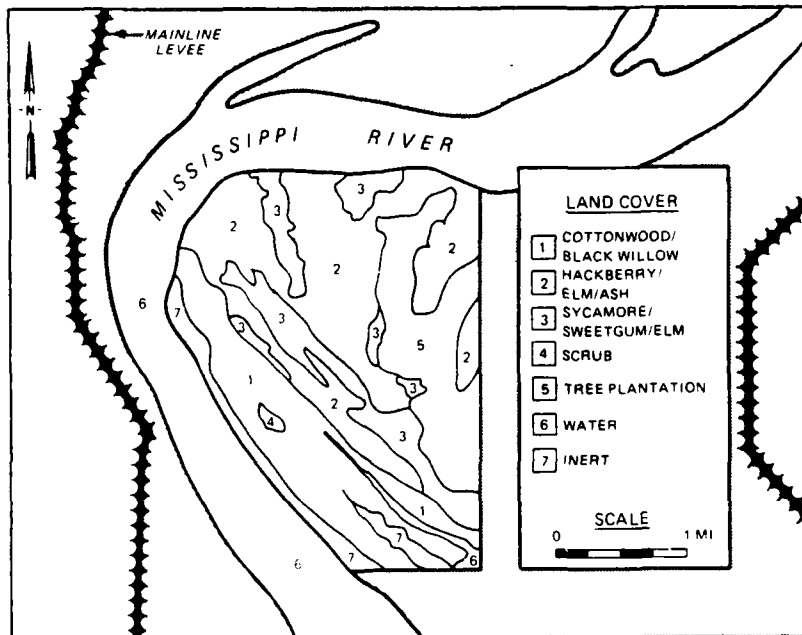 MAINLINE
LEVEE
N
MISSISSIPPI RIVER
3
3
2
2
2
6
7
3
3
3
5
2
1
2
3
4
3
1
7
6
7
6
LAND COVER
1 COTTONWOOD/
BLACK WILLOW
2 HACKBERRY/
ELM/ASH
3 SYCAMORE/
SWEETGUM/ELM
4 SCRUB
5 TREE PLANTATION
6 WATER
7 INERT
SCALE
0 1 MI